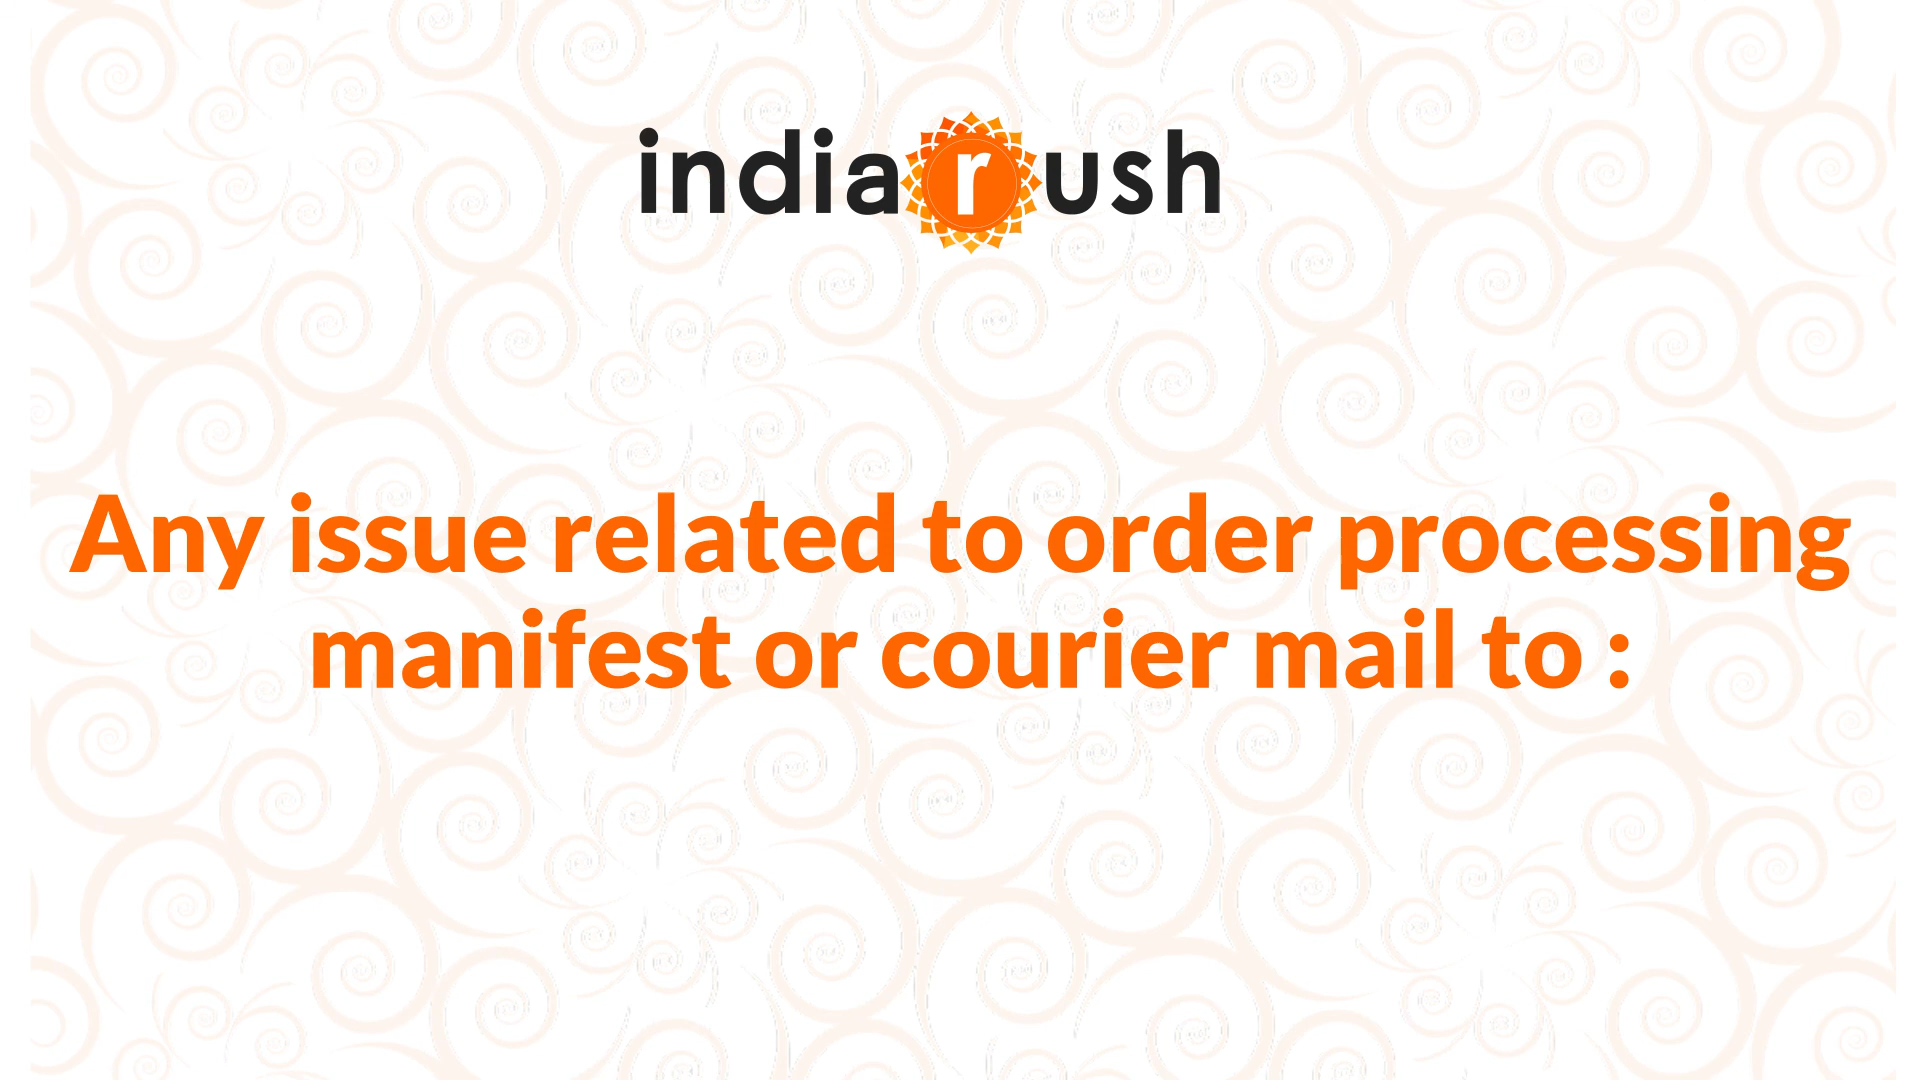 indiarush
Any issue related to order processing
manifest or courier mail to :